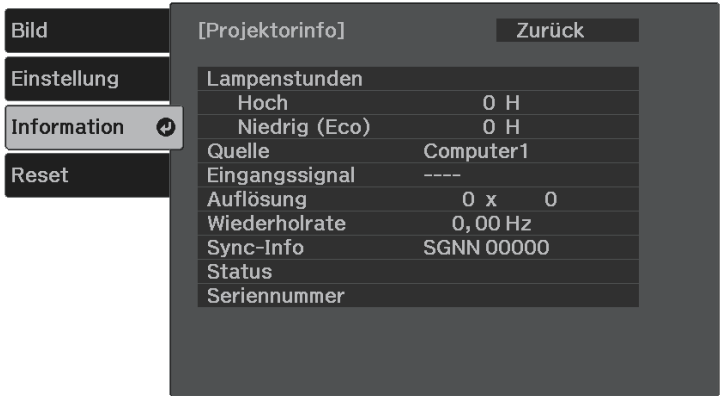 Bild
Einstellung
Information
Reset
[Projektorinfo] Zurück
Lampenstunden
Hoch 0 H
Niedrig (Eco) 0 H
Quelle Computer1
Eingangssignal ----
Auflösung 0 x 0
Wiederholrate 0,00 Hz
Sync-Info SGNN 00000
Status
Seriennummer